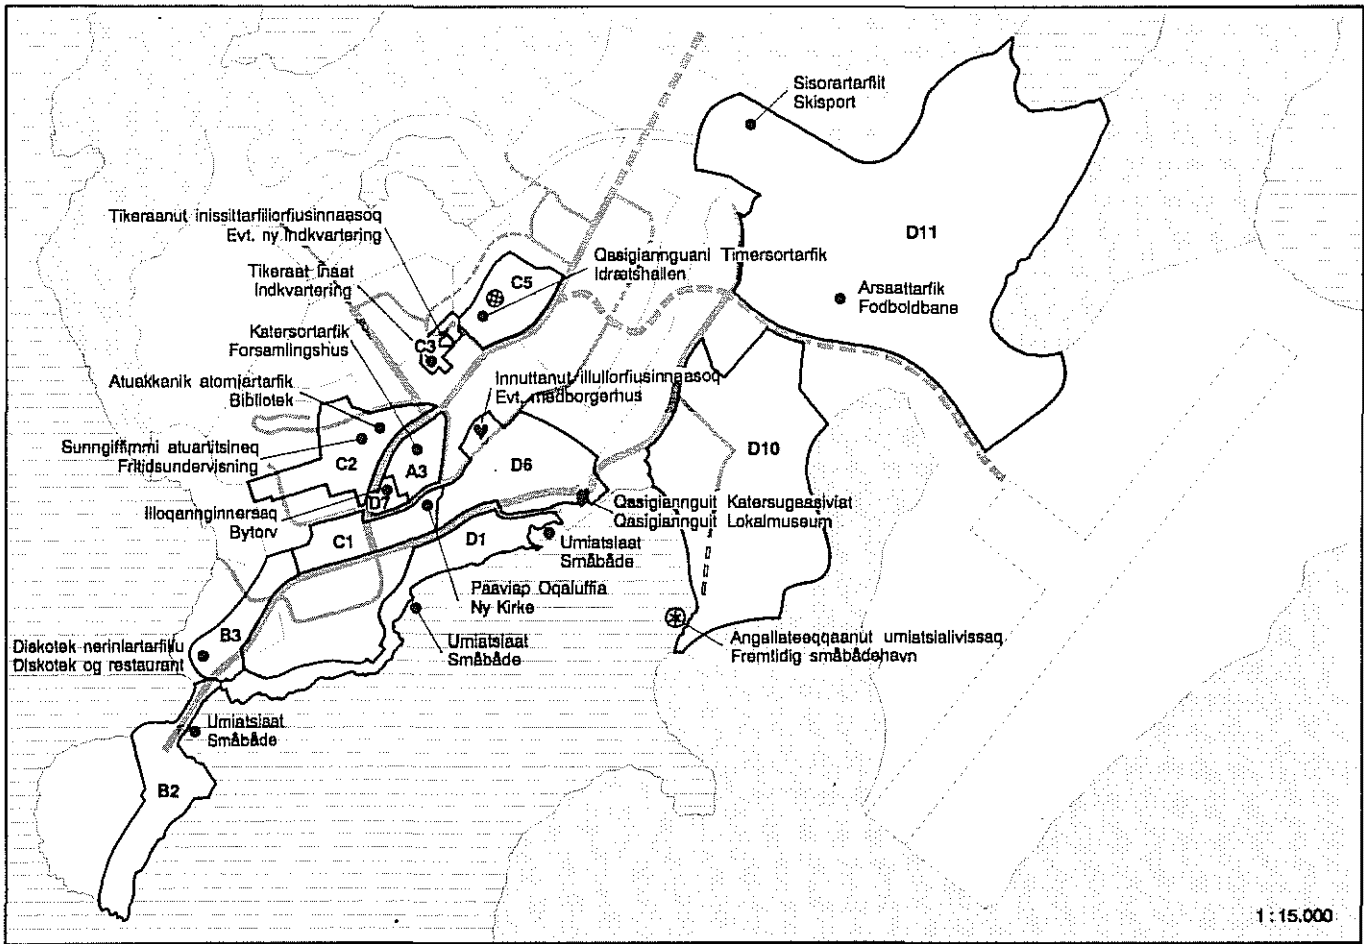 Sisorartarfiit
Skisport
Tikeraanut inissittarfiliorfiusinnaasoq
Evt. ny Indkvartering
D11
Qasigiannguani Timersortarfik
Idrætshallen
C5
Tikeraat Inaat
Indkvartering
Arsaattarfik
Fodboldbane
Katersortarfik
Forsamlingshus
C3
Innuttanut illuliorfiusinnaasoq
Evt. medborgerhus
Atuakkanik atorniartarfik
Bibliotek
Sunngiffimmi atuartitsineq
Fritidsundervisning
D10
C2
A3
D6
D7
Illoqarfinginnersaq
Bytorv
Qasigiannguit Katersugaasiviat
Qasigiannguit Lokalmuseum
C1
D1
Umiatsiaat
Småbåde
Paaviap Oqaluffia
Ny Kirke
B3
Umiatsiaat
Småbåde
Angallateeqqaanut umiatsialivissaq
Fremtidig småbådehavn
Diskotek neriniartarfillu
Diskotek og restaurant
Umiatsiaat
Småbåde
B2
1 : 15.000